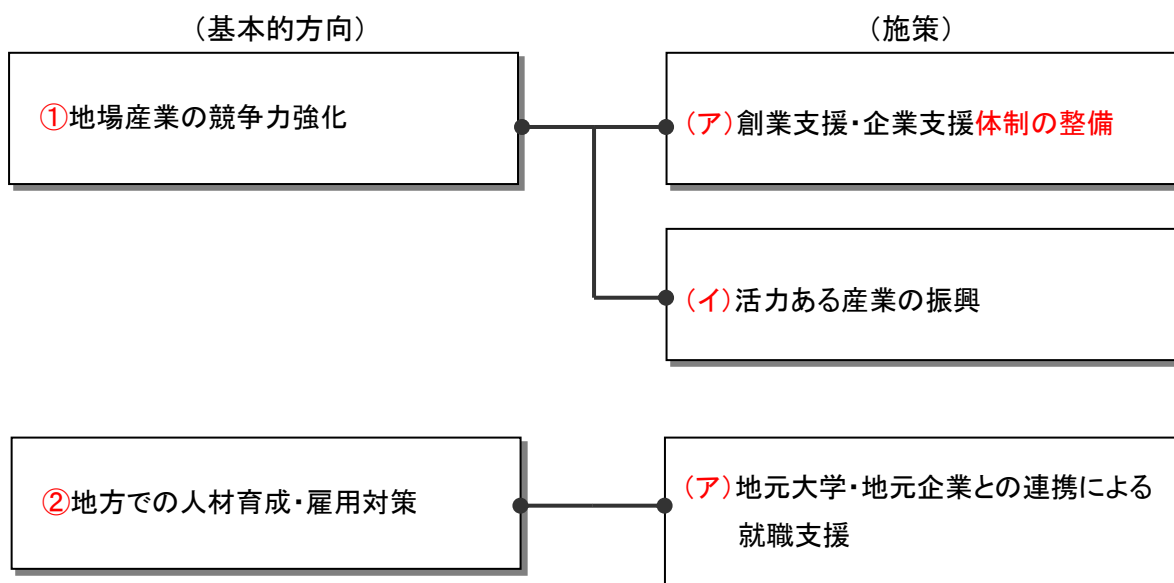 (基本的方向)
(施策)
①地場産業の競争力強化
(ア)創業支援・企業支援体制の整備
(イ)活力ある産業の振興
②地方での人材育成・雇用対策
(ア)地元大学・地元企業との連携による
就職支援